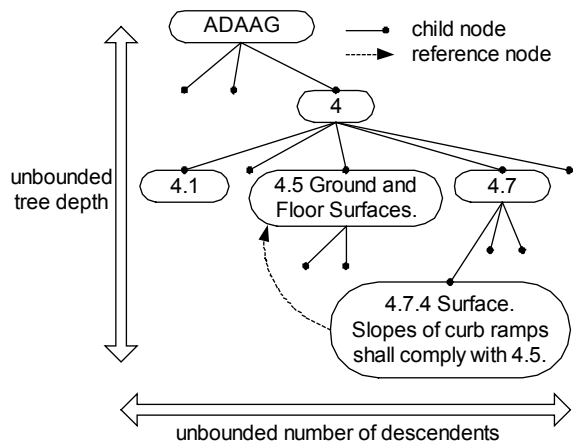 ADAAG
child node
reference node
4
unbounded
tree depth
4.1
4.5 Ground and
Floor Surfaces.
4.7
4.7.4 Surface.
Slopes of curb ramps
shall comply with 4.5.
unbounded number of descendents